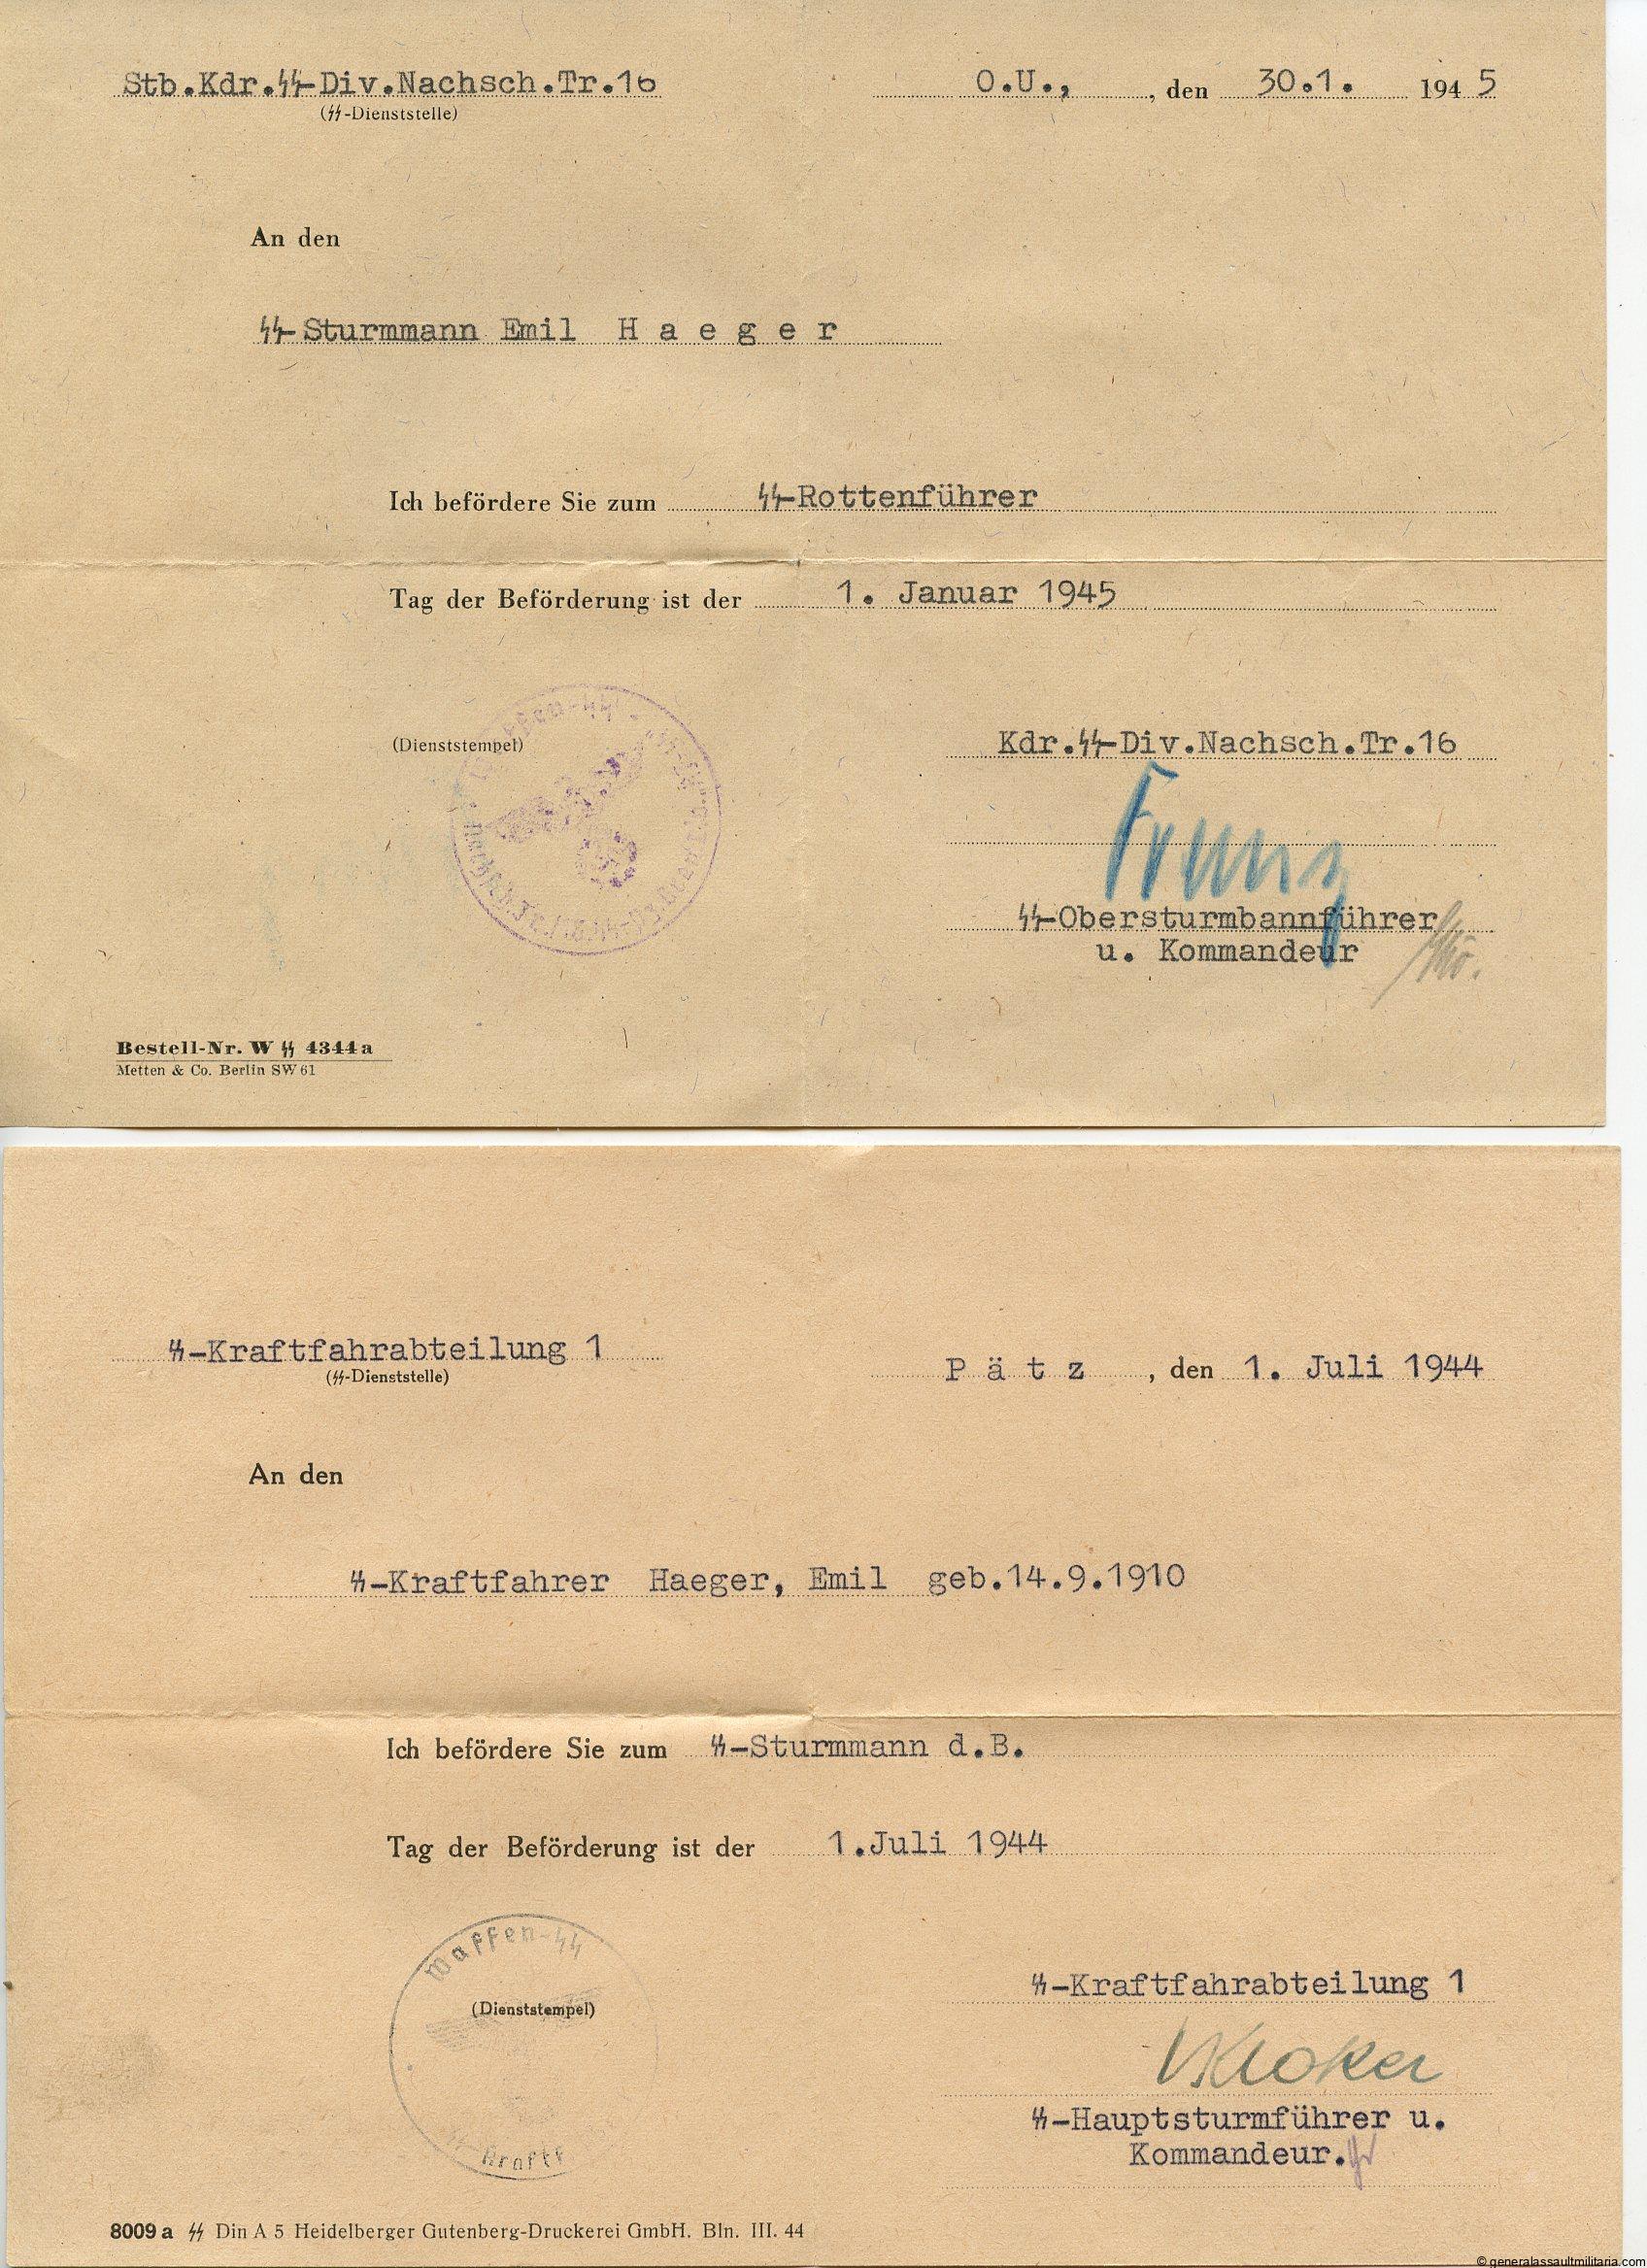 Stb.Kdr.ᛋᛋ-Div.Nachsch.Tr.16
O.U., , den 30.1. 194 5
(ᛋᛋ-Dienststelle)
An den
ᛋᛋ-Sturmmann Emil H a e g e r
Ich befördere Sie zum ᛋᛋ-Rottenführer
Tag der Beförderung ist der 1. Januar 1945
(Dienststempel)
Kdr.ᛋᛋ-Div.Nachsch.Tr.16
ᛋᛋ-Obersturmbannführer
u. Kommandeur
Bestell-Nr. W ᛋᛋ 4344a
Metten & Co. Berlin SW 61
ᛋᛋ-Kraftfahrabteilung 1
(ᛋᛋ-Dienststelle)
P ä t z , den 1. Juli 1944
An den
ᛋᛋ-Kraftfahrer Haeger, Emil geb.14.9.1910
Ich befördere Sie zum ᛋᛋ-Sturmmann d.B.
Tag der Beförderung ist der 1.Juli 1944
Waffen-ᛋᛋ
(Dienststempel)
ᛋᛋ-Kraftfahrabteilung 1
ᛋᛋ-Hauptsturmführer u.
Kommandeur.
8009 a ᛋᛋ Din A 5 Heidelberger Gutenberg-Druckerei GmbH. Bln. III. 44
© generalassaultmilitaria.com